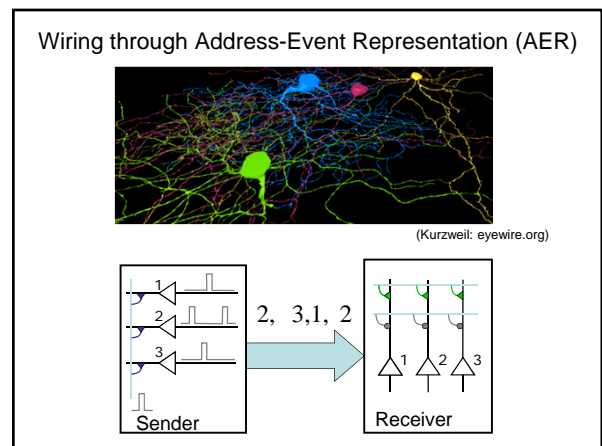 Wiring through Address-Event Representation (AER)
(Kurzweil: eyewire.org)
1
2
3
Sender
2, 3,1, 2
1 2 3
Receiver